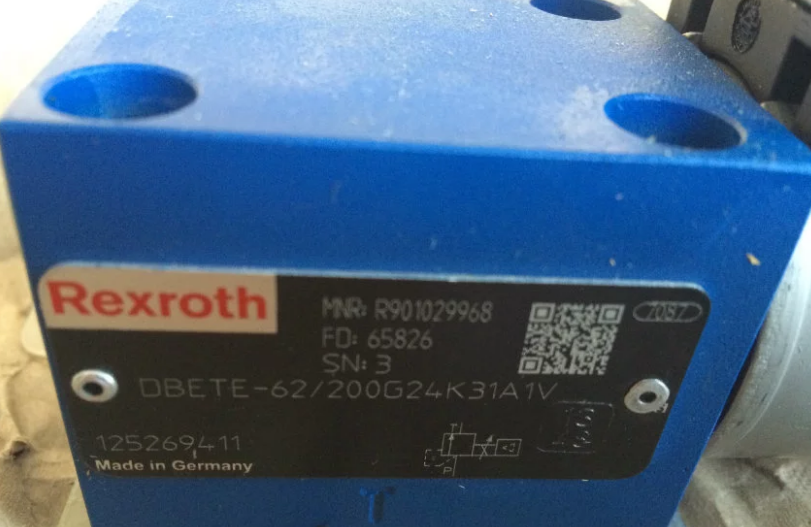 Rexroth
MNR: R901029968
FD: 65826
SN: 3
7087
DBETE-62/200G24K31A1V
125269411
Made in Germany
T
P
T